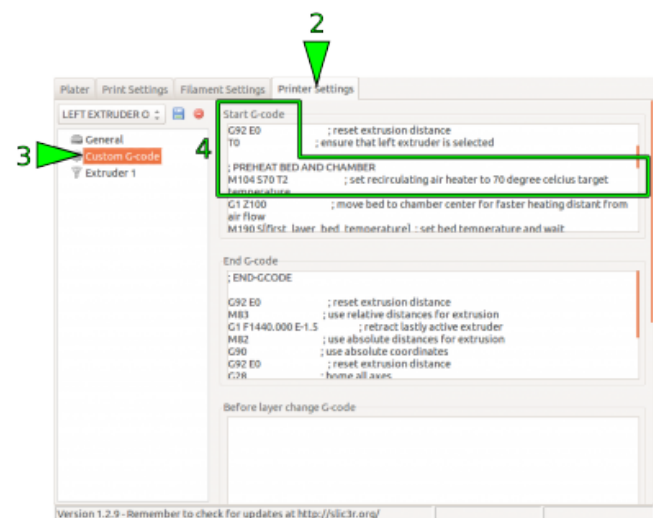 2
Plater Print Settings Filament Settings Printer Settings
LEFT EXTRUDER O
3
General
Custom G-code
Extruder 1
4
Start G-code
G92 E0 ; reset extrusion distance
T0 ; ensure that left extruder is selected
; PREHEAT BED AND CHAMBER
M104 S70 T2 ; set recirculating air heater to 70 degree celcius target
temperature
G1 Z100 ; move bed to chamber center for faster heating distant from
air flow
M190 S[first_layer_bed_temperature] ; set bed temperature and wait
End G-code
; END-GCODE
G92 E0 ; reset extrusion distance
M83 ; use relative distances for extrusion
G1 F1440.000 E-1.5 ; retract lastly active extruder
M82 ; use absolute distances for extrusion
G90 ; use absolute coordinates
G92 E0 ; reset extrusion distance
G28 ; home all axes
Before layer change G-code
Version 1.2.9 - Remember to check for updates at http://slic3r.org/